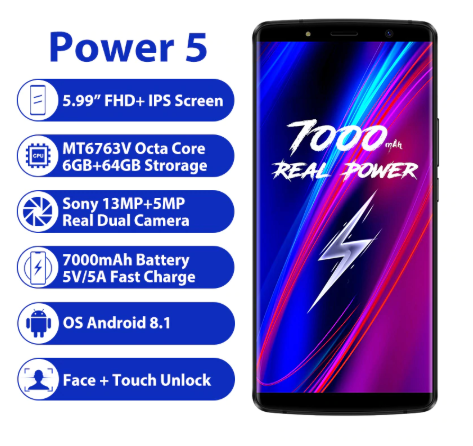 Power 5
5.99” FHD+ IPS Screen
CPU
MT6763V Octa Core
6GB+64GB Strorage
Sony 13MP+5MP
Real Dual Camera
7000mAh Battery
5V/5A Fast Charge
OS Android 8.1
Face + Touch Unlock
7000mAh
REAL POWER